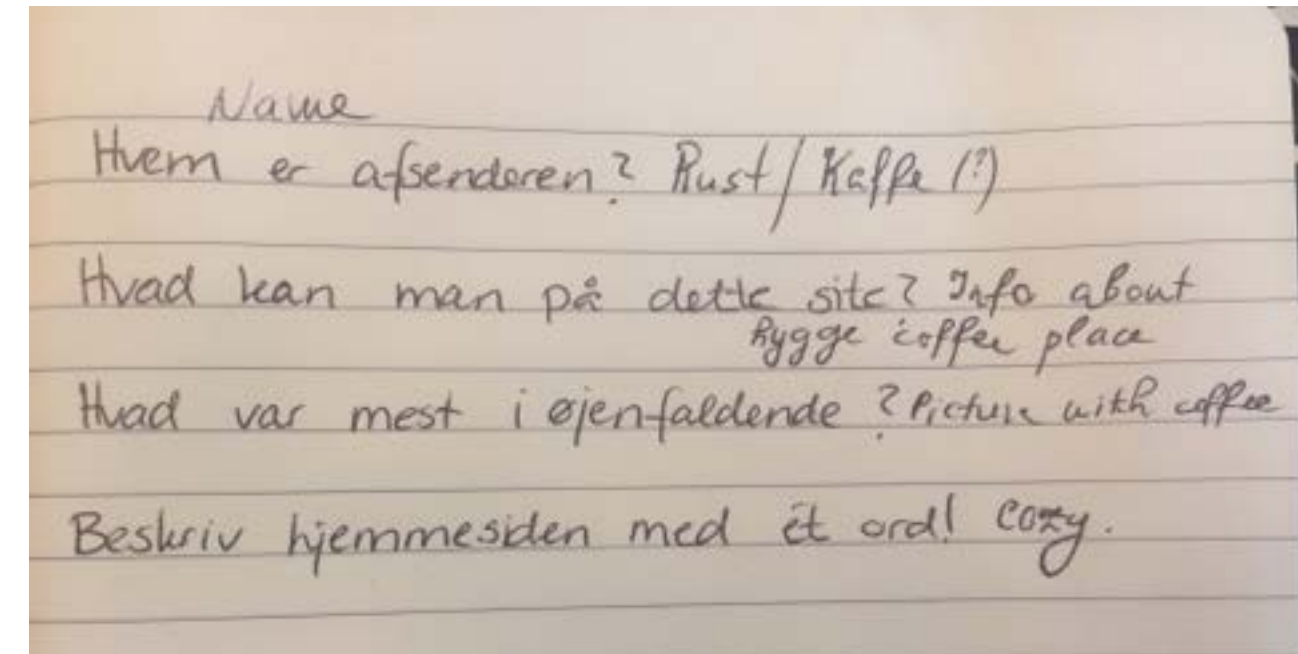 Name
Hvem er afsenderen? Rust/Kaffe (?)
Hvad kan man på dette site? Info about
hygge coffee place
Hvad var mest i øjenfaldende? Picture with coffee
Beskriv hjemmesiden med ét ord! cozy.